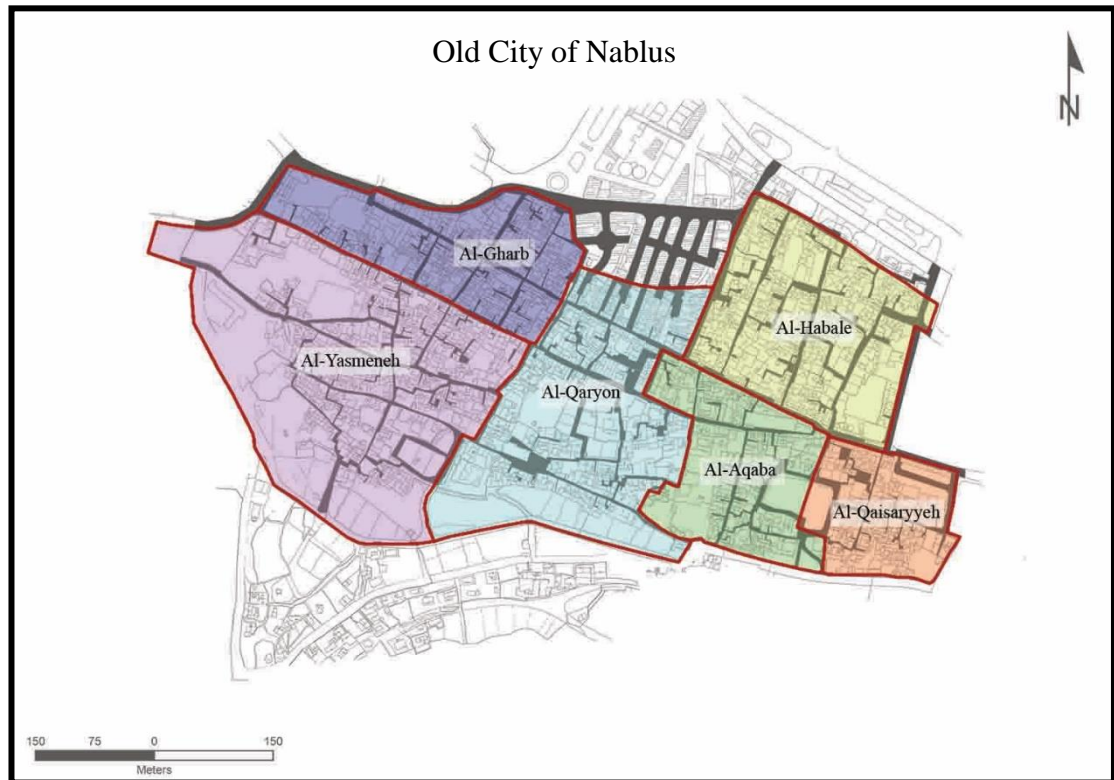 Old City of Nablus
N
Al-Gharb
Al-Habale
Al-Yasmeneh
Al-Qaryon
Al-Aqaba
Al-Qaisaryyeh
150 75 0 150
Meters